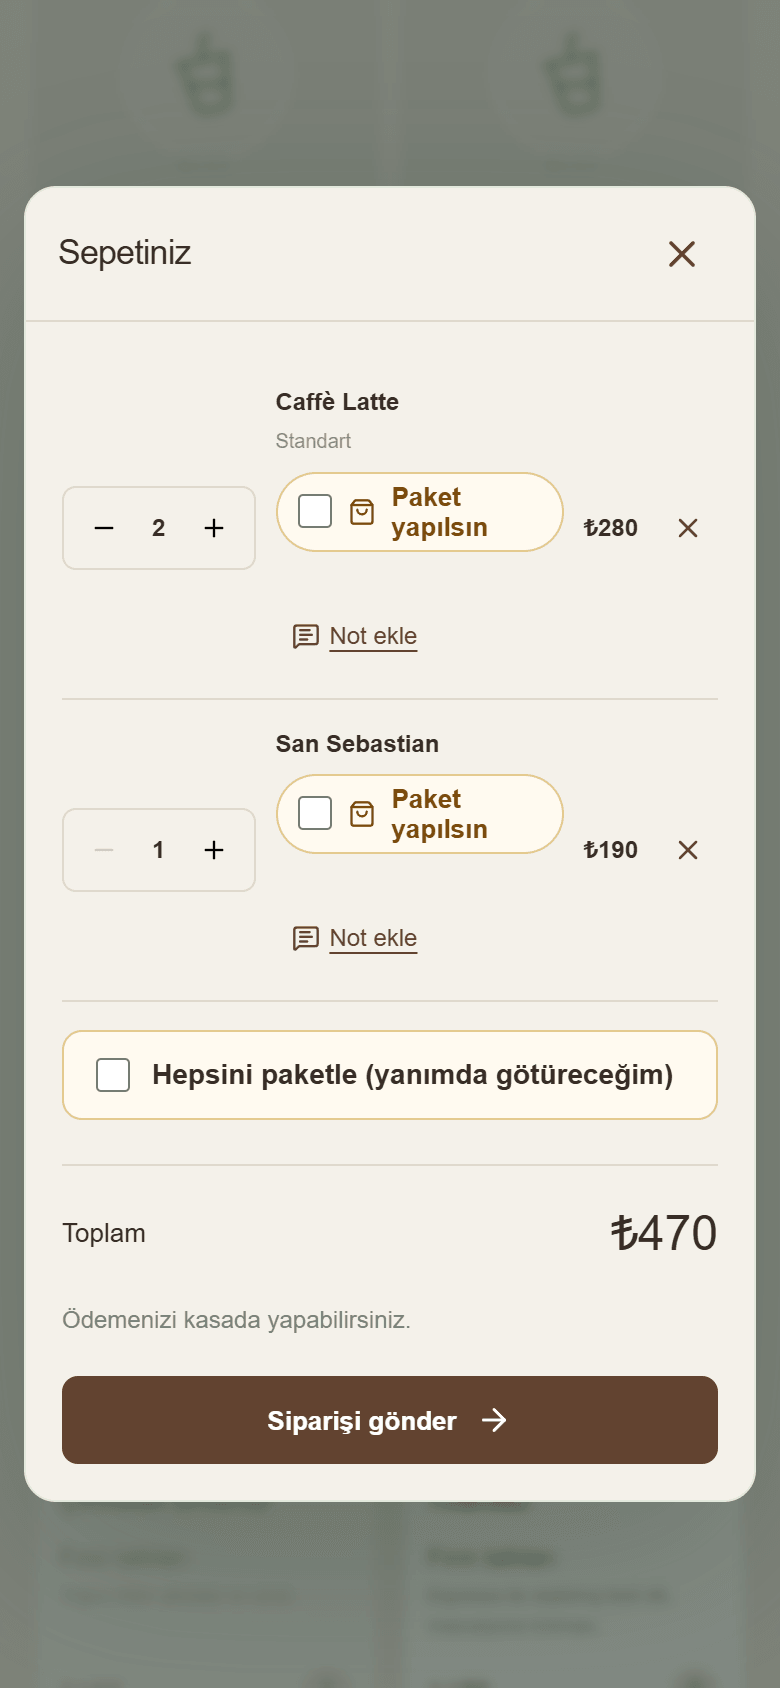 Sepetiniz
Caffè Latte
Standart
2
Paket
yapılsın
₺280
Not ekle
San Sebastian
1
Paket
yapılsın
₺190
Not ekle
Hepsini paketle (yanımda götüreceğim)
Toplam
₺470
Ödemenizi kasada yapabilirsiniz.
Siparişi gönder